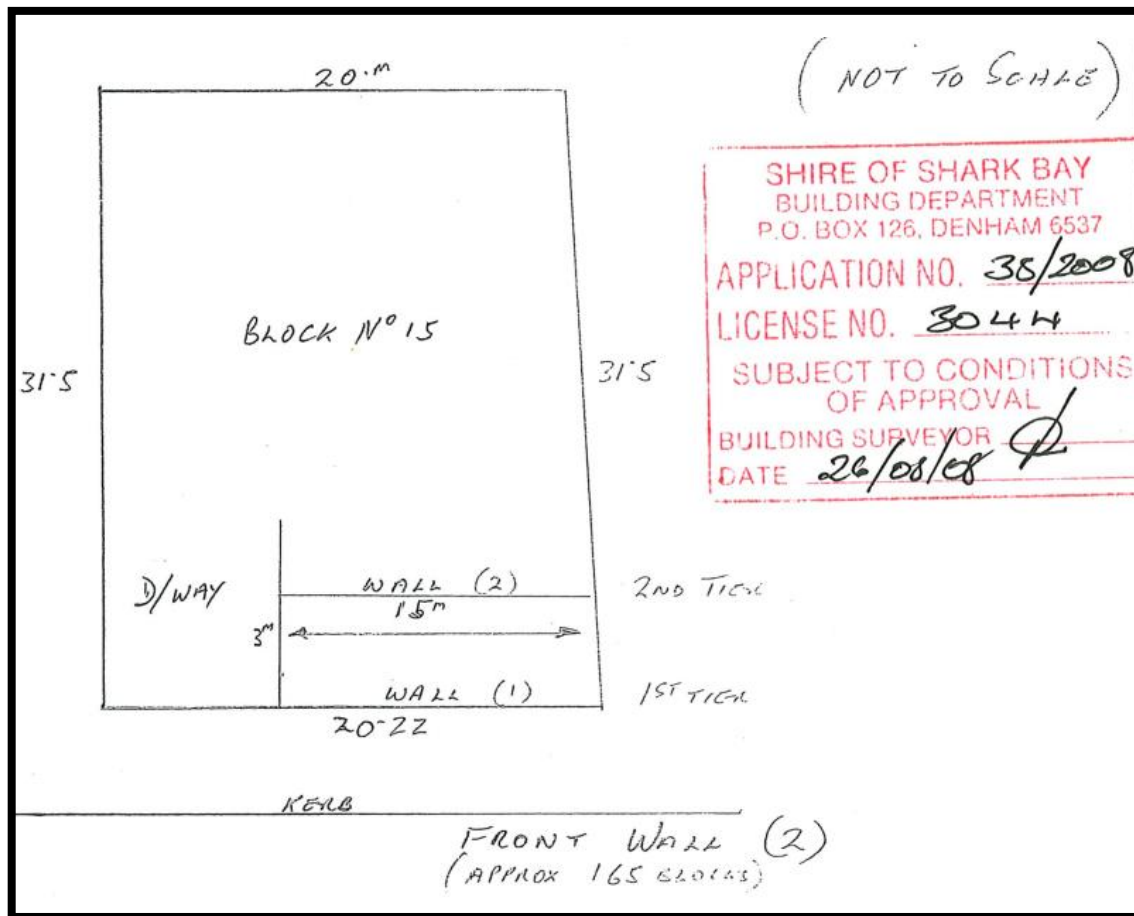 20.m
(NOT TO SCALE)
SHIRE OF SHARK BAY
BUILDING DEPARTMENT
P.O. BOX 126, DENHAM 6537
APPLICATION NO. 38/2008
LICENSE NO. 3044
SUBJECT TO CONDITIONS
OF APPROVAL
BUILDING SURVEYOR
DATE 26/08/08
BLOCK No 15
31.5
31.5
D/WAY
WALL (2)
2ND TIER
15m
3m
WALL (1)
1ST TIER
20.22
KERB
FRONT WALL (2)
(APPROX 165 BLOCKS)